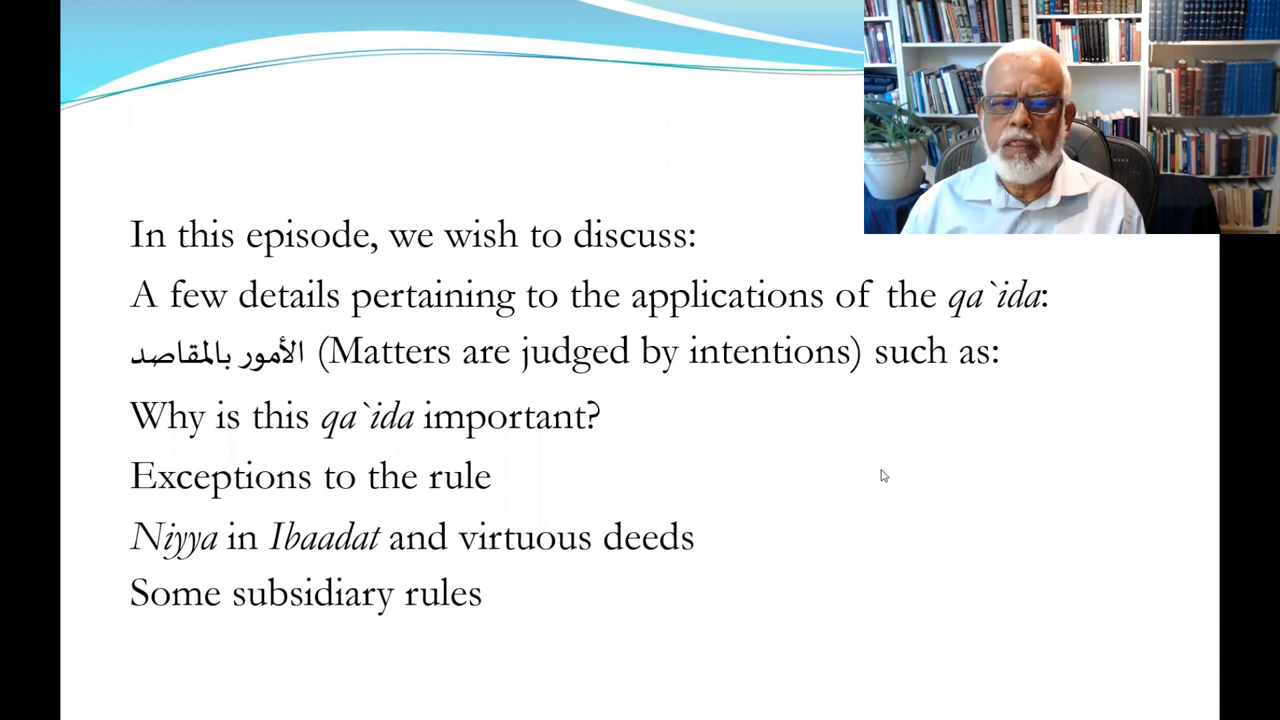 In this episode, we wish to discuss:
A few details pertaining to the applications of the qa`ida:
الأمور بالمقاصد (Matters are judged by intentions) such as:
Why is this qa`ida important?
Exceptions to the rule
Niyya in Ibaadat and virtuous deeds
Some subsidiary rules